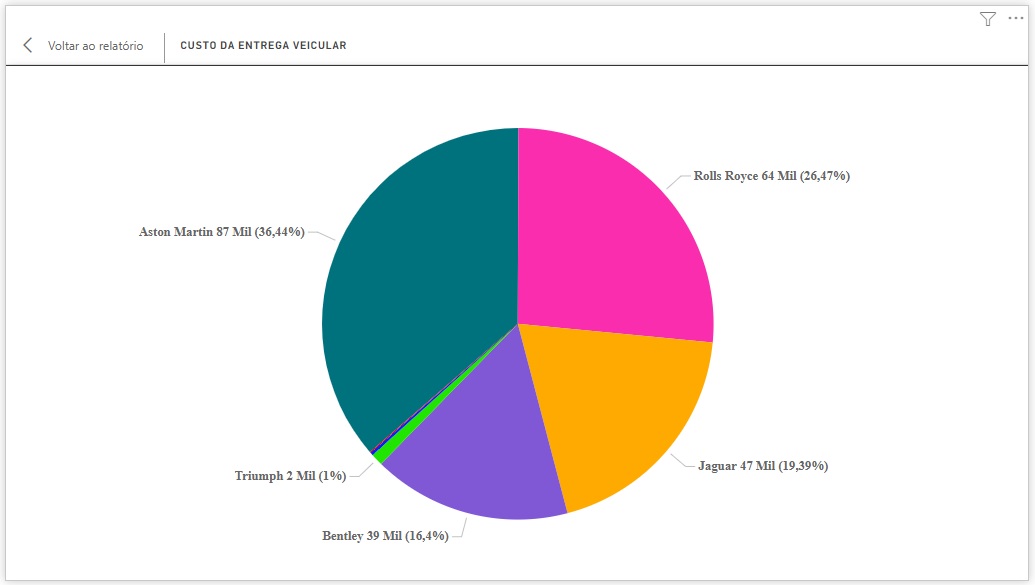 Voltar ao relatório
CUSTO DA ENTREGA VEICULAR
Rolls Royce 64 Mil (26,47%)
Aston Martin 87 Mil (36,44%)
Jaguar 47 Mil (19,39%)
Triumph 2 Mil (1%)
Bentley 39 Mil (16,4%)